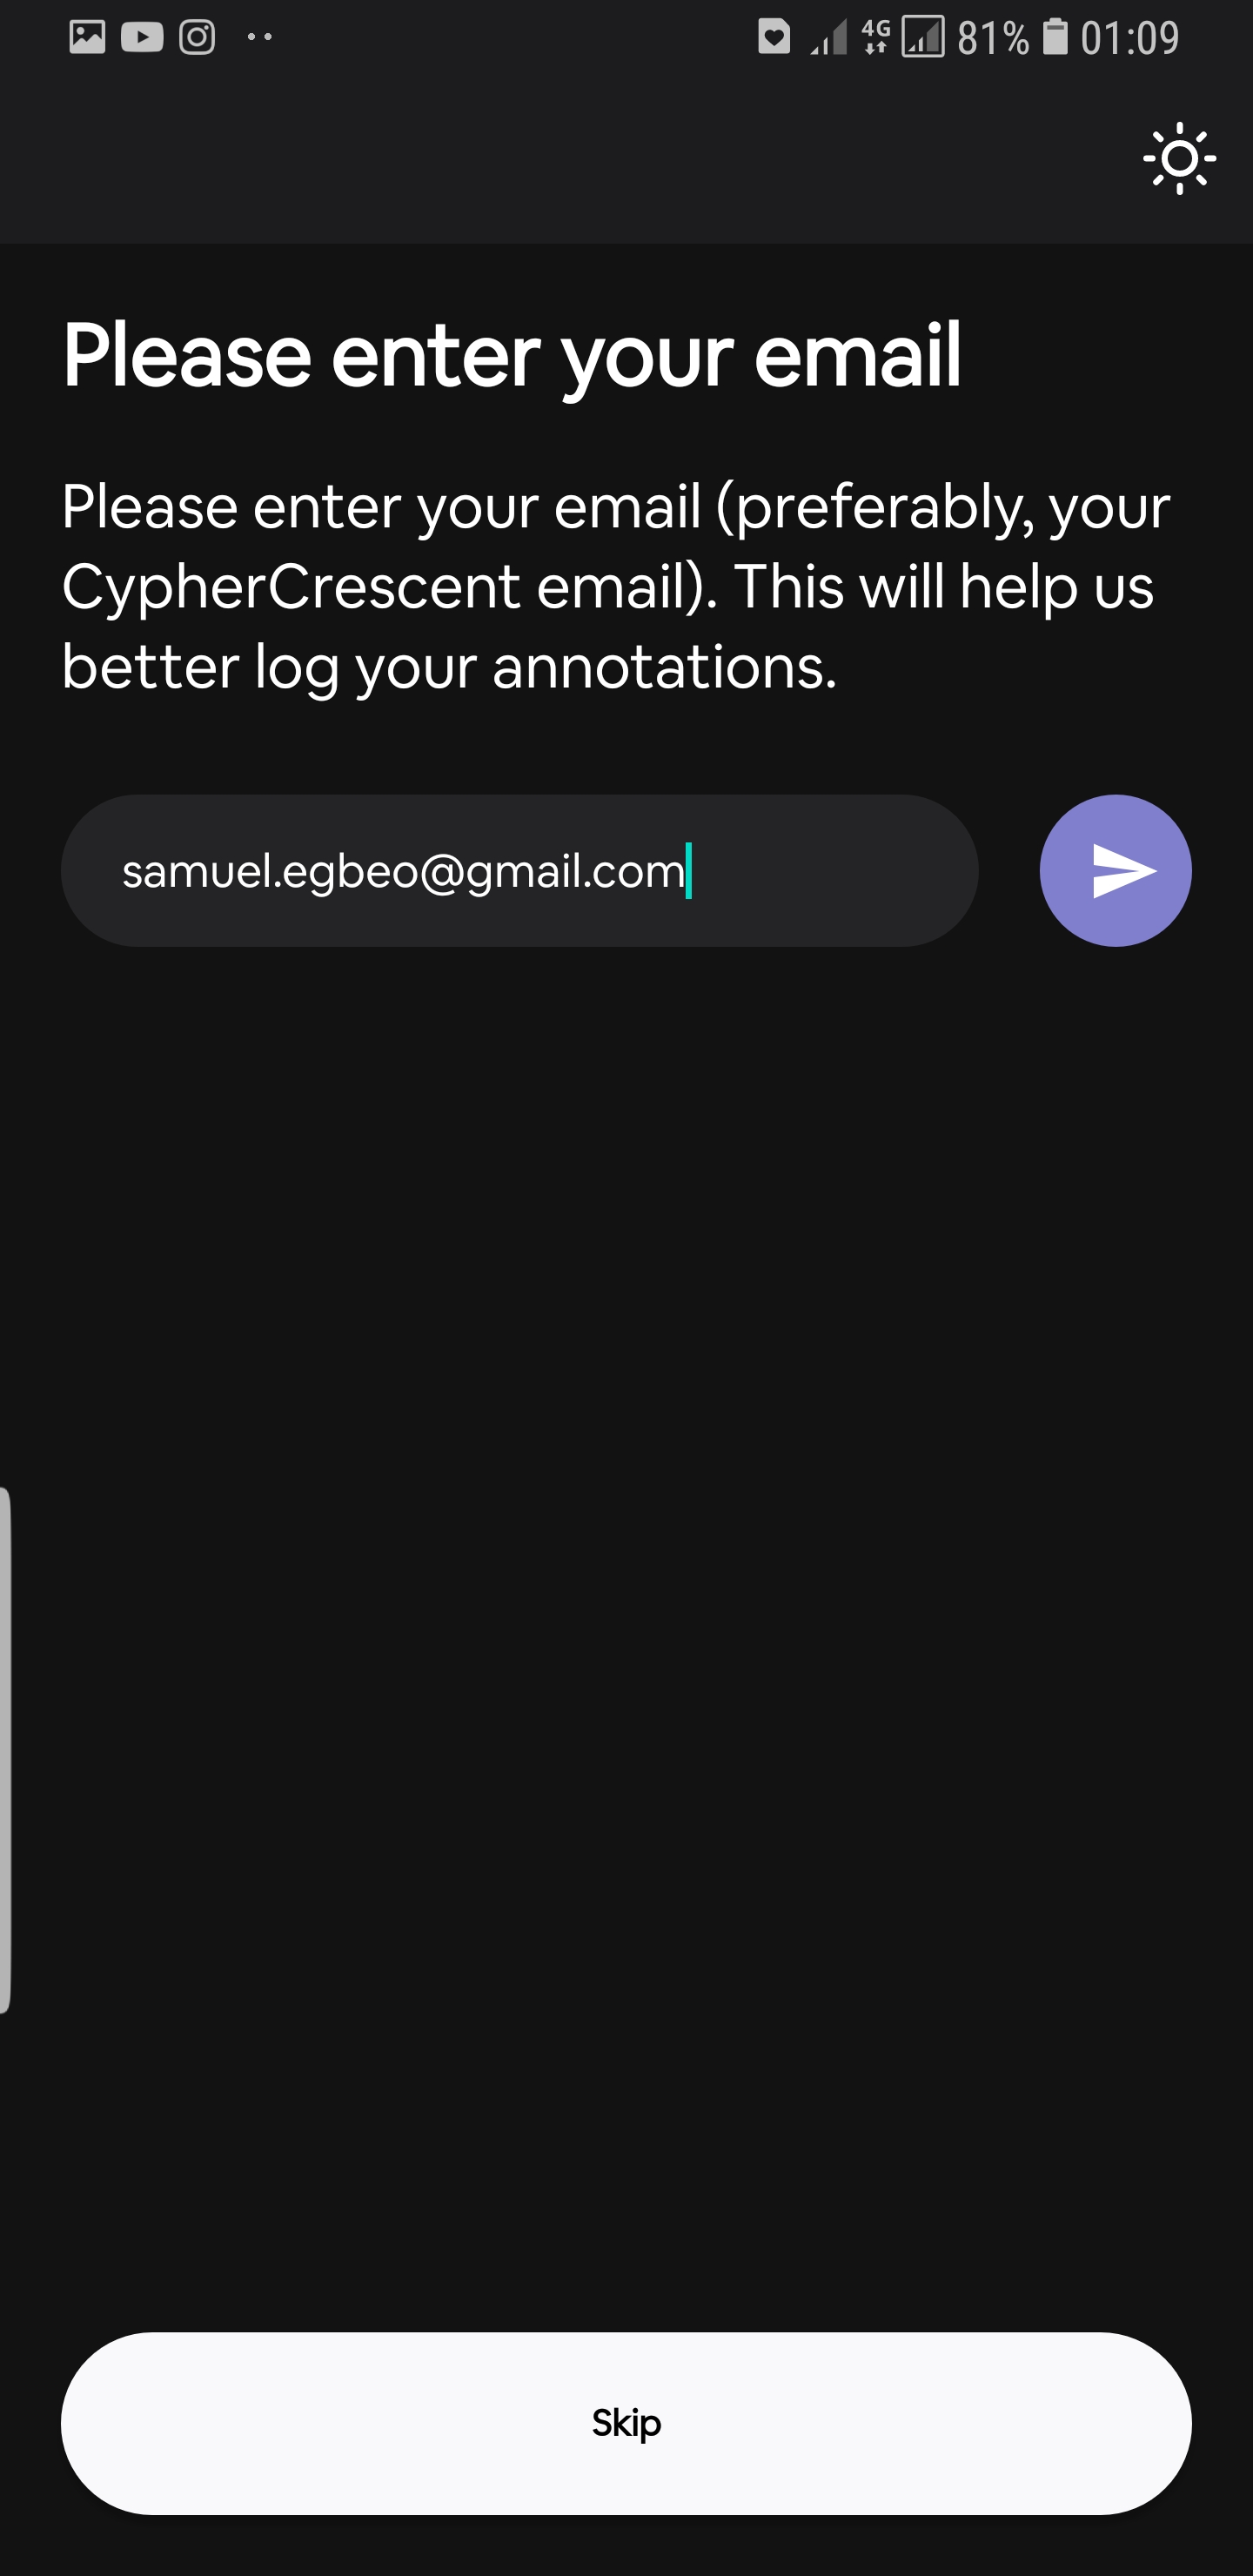 4G 81% 01:09
Please enter your email
Please enter your email (preferably, your
CypherCrescent email). This will help us
better log your annotations.
samuel.egbeo@gmail.com
Skip